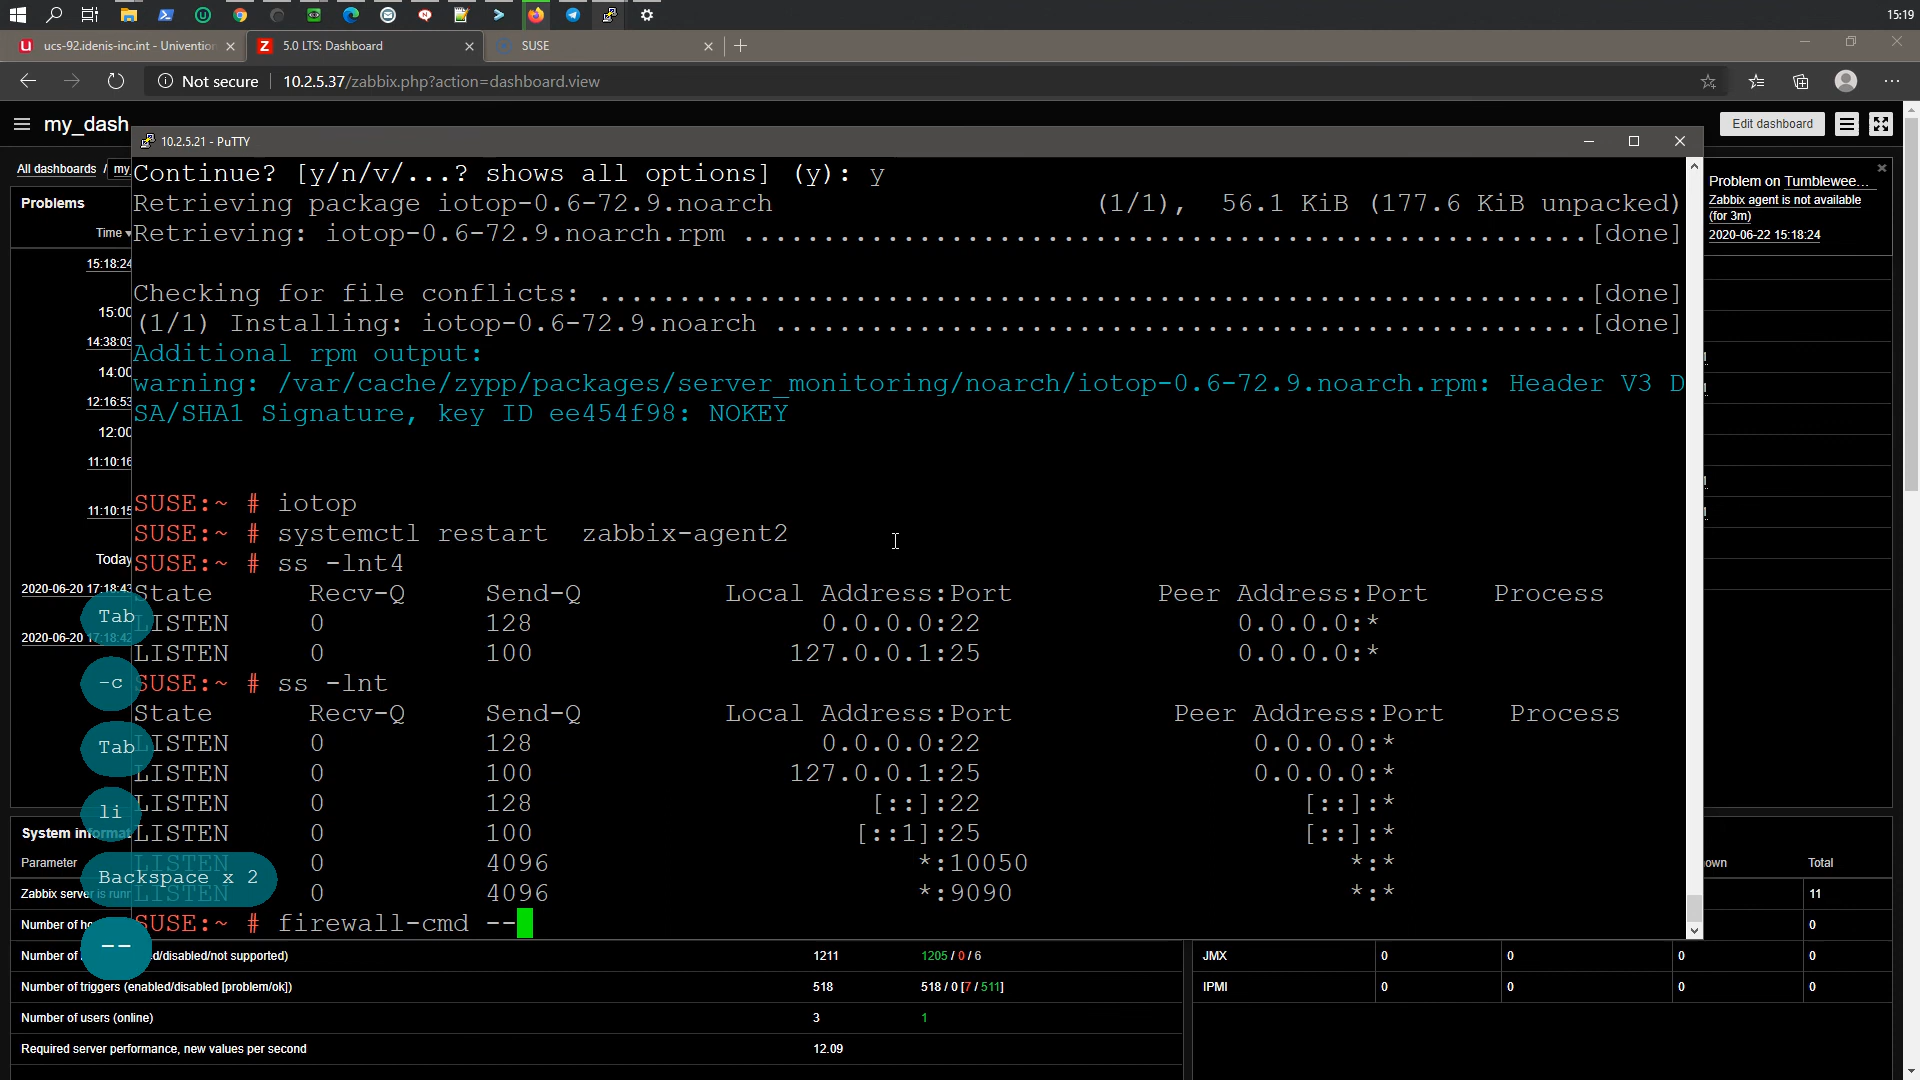 15:19
ucs-92.idenis-inc.int - Univention
5.0 LTS: Dashboard
SUSE
Not secure
10.2.5.37/zabbix.php?action=dashboard.view
my_dash
Edit dashboard
10.2.5.21 - PuTTY
All dashboards / my
Problems
Time
15:18:24
15:00
14:38:03
14:00
12:16:53
12:00
11:10:16
11:10:15
Today
2020-06-20 17:18:43
2020-06-20 17:18:42
Continue? [y/n/v/...? shows all options] (y): y
Retrieving package iotop-0.6-72.9.noarch (1/1), 56.1 KiB (177.6 KiB unpacked)
Retrieving: iotop-0.6-72.9.noarch.rpm .....................................................[done]
Checking for file conflicts: ..............................................................[done]
(1/1) Installing: iotop-0.6-72.9.noarch ...................................................[done]
Additional rpm output:
warning: /var/cache/zypp/packages/server_monitoring/noarch/iotop-0.6-72.9.noarch.rpm: Header V3 D
SA/SHA1 Signature, key ID ee454f98: NOKEY
SUSE:~ # iotop
SUSE:~ # systemctl restart  zabbix-agent2
SUSE:~ # ss -lnt4
State Recv-Q Send-Q Local Address:Port Peer Address:Port Process
LISTEN 0 128 0.0.0.0:22 0.0.0.0:*
LISTEN 0 100 127.0.0.1:25 0.0.0.0:*
SUSE:~ # ss -lnt
State Recv-Q Send-Q Local Address:Port Peer Address:Port Process
LISTEN 0 128 0.0.0.0:22 0.0.0.0:*
LISTEN 0 100 127.0.0.1:25 0.0.0.0:*
LISTEN 0 128 [::]:22 [::]:*
LISTEN 0 100 [::1]:25 [::]:*
LISTEN 0 4096 *:10050 *:*
LISTEN 0 4096 *:9090 *:*
SUSE:~ # firewall-cmd --
Tab
-c
Tab
li
Backspace x 2
--
Problem on Tumblewee...
Zabbix agent is not available
(for 3m)
2020-06-22 15:18:24
System informat
Parameter
Zabbix server is runn
Number of ho
Number of d/disabled/not supported) 1211 1205 / 0 / 6
Number of triggers (enabled/disabled [problem/ok]) 518 518 / 0 [7 / 511]
Number of users (online) 3 1
Required server performance, new values per second 12.09
own Total
11
0
JMX 0 0 0 0
IPMI 0 0 0 0